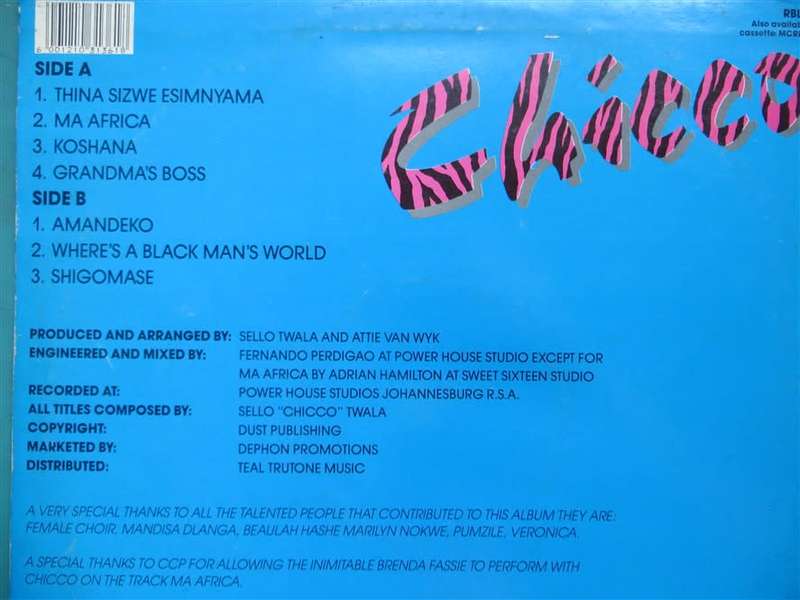 6 001210 313618
RBL
Also availab
cassette: MCRB
Chicco
SIDE A
1. THINA SIZWE ESIMNYAMA
2. MA AFRICA
3. KOSHANA
4. GRANDMA'S BOSS
SIDE B
1. AMANDEKO
2. WHERE'S A BLACK MAN'S WORLD
3. SHIGOMASE
PRODUCED AND ARRANGED BY: SELLO TWALA AND ATTIE VAN WYK
ENGINEERED AND MIXED BY: FERNANDO PERDIGAO AT POWER HOUSE STUDIO EXCEPT FOR
MA AFRICA BY ADRIAN HAMILTON AT SWEET SIXTEEN STUDIO
RECORDED AT: POWER HOUSE STUDIOS JOHANNESBURG R.S.A.
ALL TITLES COMPOSED BY: SELLO "CHICCO" TWALA
COPYRIGHT: DUST PUBLISHING
MARKETED BY: DEPHON PROMOTIONS
DISTRIBUTED: TEAL TRUTONE MUSIC
A VERY SPECIAL THANKS TO ALL THE TALENTED PEOPLE THAT CONTRIBUTED TO THIS ALBUM THEY ARE:
FEMALE CHOIR, MANDISA DLANGA, BEAULAH HASHE MARILYN NOKWE, PUMZILE, VERONICA.
A SPECIAL THANKS TO CCP FOR ALLOWING THE INIMITABLE BRENDA FASSIE TO PERFORM WITH
CHICCO ON THE TRACK MA AFRICA.